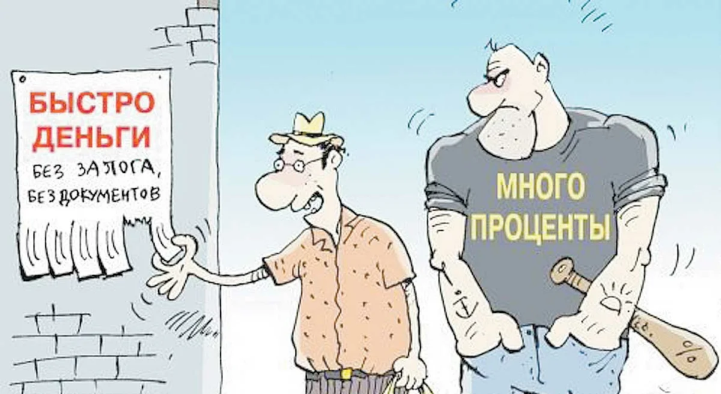 БЫСТРО
ДЕНЬГИ
БЕЗ ЗАЛОГА,
БЕЗ ДОКУМЕНТОВ
МНОГО
ПРОЦЕНТЫ
%